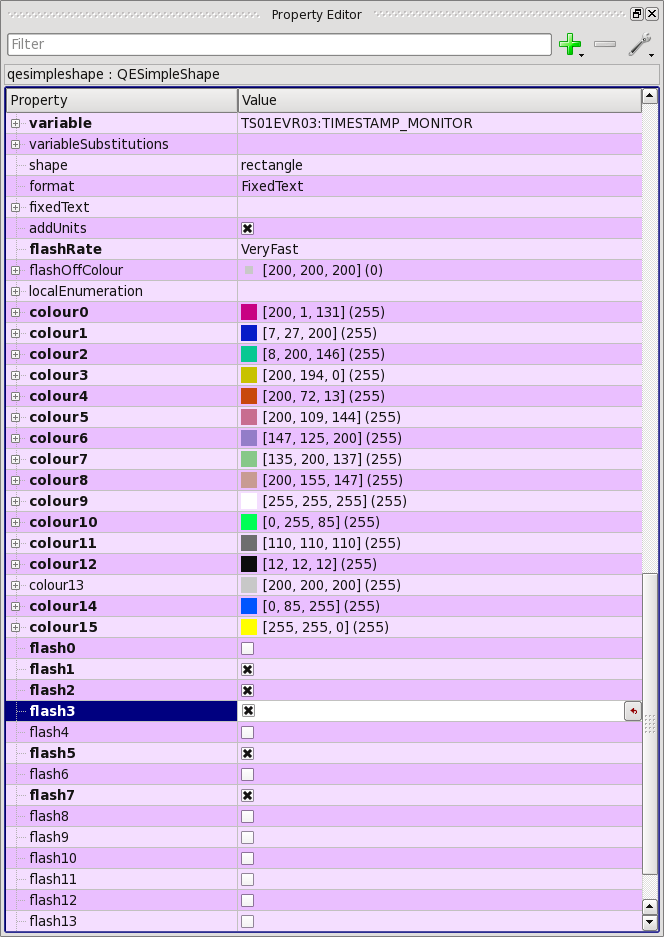 Property Editor
Filter
qesimpleshape : QESimpleShape
Property Value
variable TS01EVR03:TIMESTAMP_MONITOR
variableSubstitutions
shape rectangle
format FixedText
fixedText
addUnits
flashRate VeryFast
flashOffColour [200, 200, 200] (0)
localEnumeration
colour0 [200, 1, 131] (255)
colour1 [7, 27, 200] (255)
colour2 [8, 200, 146] (255)
colour3 [200, 194, 0] (255)
colour4 [200, 72, 13] (255)
colour5 [200, 109, 144] (255)
colour6 [147, 125, 200] (255)
colour7 [135, 200, 137] (255)
colour8 [200, 155, 147] (255)
colour9 [255, 255, 255] (255)
colour10 [0, 255, 85] (255)
colour11 [110, 110, 110] (255)
colour12 [12, 12, 12] (255)
colour13 [200, 200, 200] (255)
colour14 [0, 85, 255] (255)
colour15 [255, 255, 0] (255)
flash0
flash1
flash2
flash3
flash4
flash5
flash6
flash7
flash8
flash9
flash10
flash11
flash12
flash13